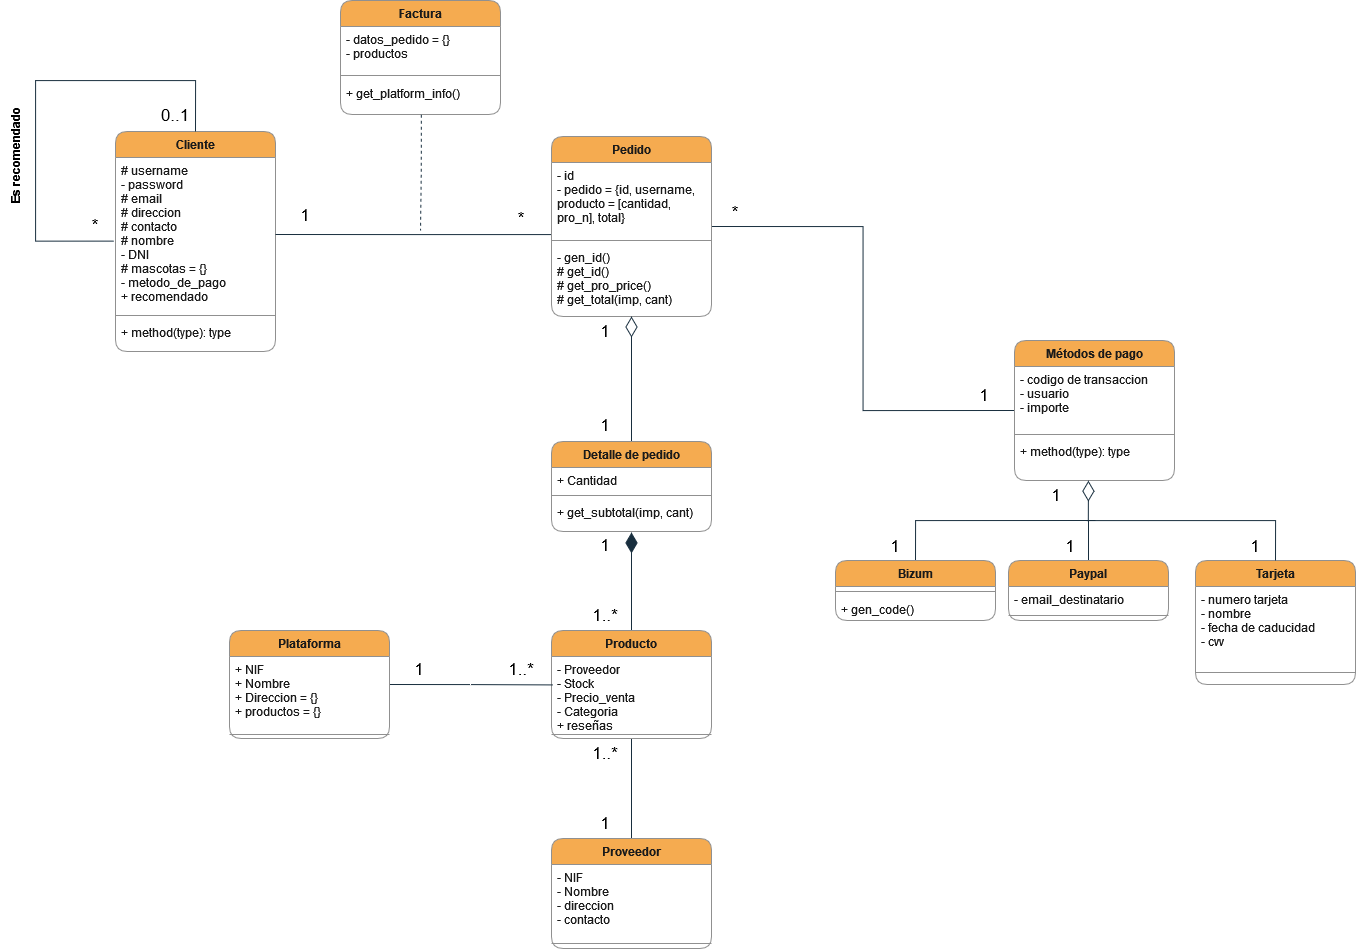 Factura
- datos_pedido = {}
- productos
+ get_platform_info()
Es recomendado
0..1
*
Cliente
# username
- password
# email
# direccion
# contacto
# nombre
- DNI
# mascotas = {}
- metodo_de_pago
+ recomendado
+ method(type): type
1
*
Pedido
- id
- pedido = {id, username,
producto = [cantidad,
pro_n], total}
- gen_id()
# get_id()
# get_pro_price()
# get_total(imp, cant)
*
1
1
1
Métodos de pago
- codigo de transaccion
- usuario
- importe
+ method(type): type
1
1
1
1
Bizum
+ gen_code()
Paypal
- email_destinatario
Tarjeta
- numero tarjeta
- nombre
- fecha de caducidad
- cvv
Detalle de pedido
+ Cantidad
+ get_subtotal(imp, cant)
1
1..*
Plataforma
+ NIF
+ Nombre
+ Direccion = {}
+ productos = {}
1
1..*
Producto
- Proveedor
- Stock
- Precio_venta
- Categoria
+ reseñas
1..*
1
Proveedor
- NIF
- Nombre
- direccion
- contacto